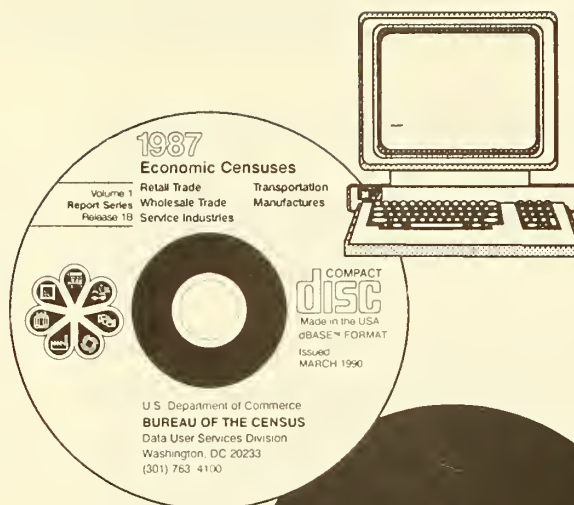 1987
Economic Censuses
Volume 1
Report Series
Release 1B
Retail Trade Transportation
Wholesale Trade Manufactures
Service Industries
COMPACT
disc
Made in the USA
dBASE™ FORMAT
Issued
MARCH 1990
U.S. Department of Commerce
BUREAU OF THE CENSUS
Data User Services Division
Washington, DC 20233
(301) 763-4100